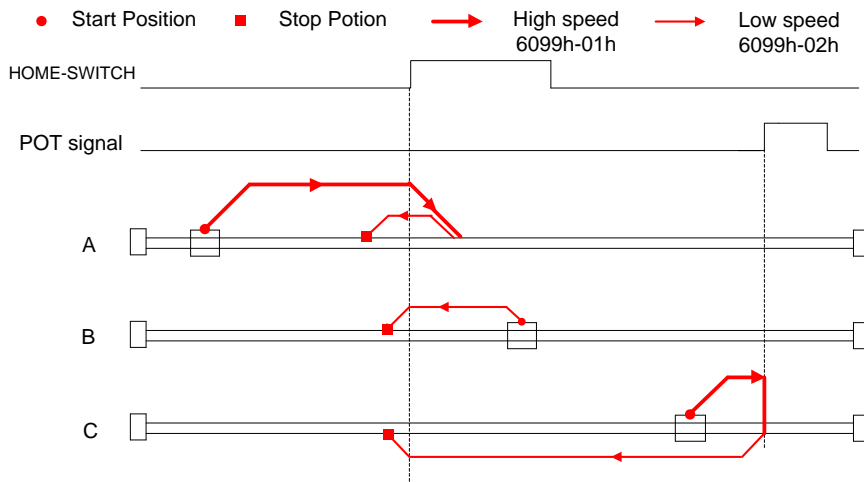 Start Position Stop Potion High speed Low speed
6099h-01h 6099h-02h
HOME-SWITCH
POT signal
A
B
C